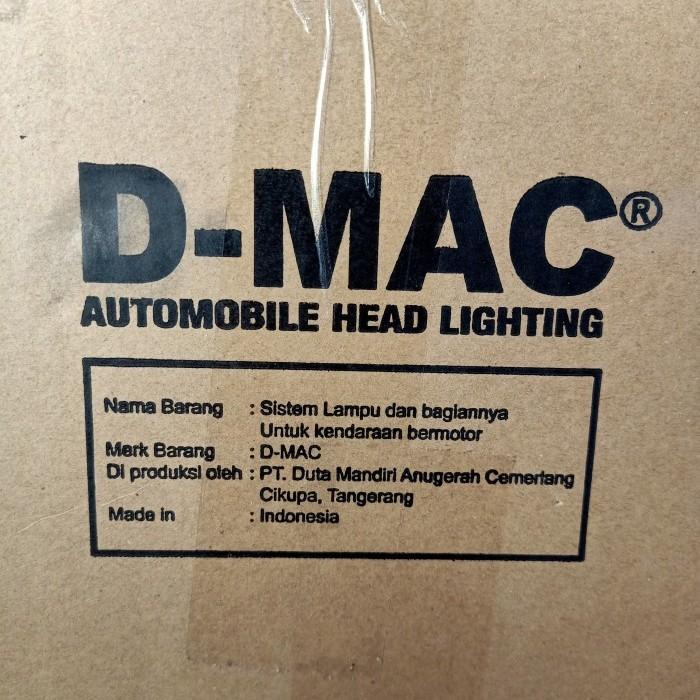 D-MAC®
AUTOMOBILE HEAD LIGHTING
Nama Barang : Sistem Lampu dan bagiannya
Untuk kendaraan bermotor
Merk Barang : D-MAC
Di produksi oleh : PT. Duta Mandiri Anugerah Cemerlang
Cikupa, Tangerang
Made in : Indonesia